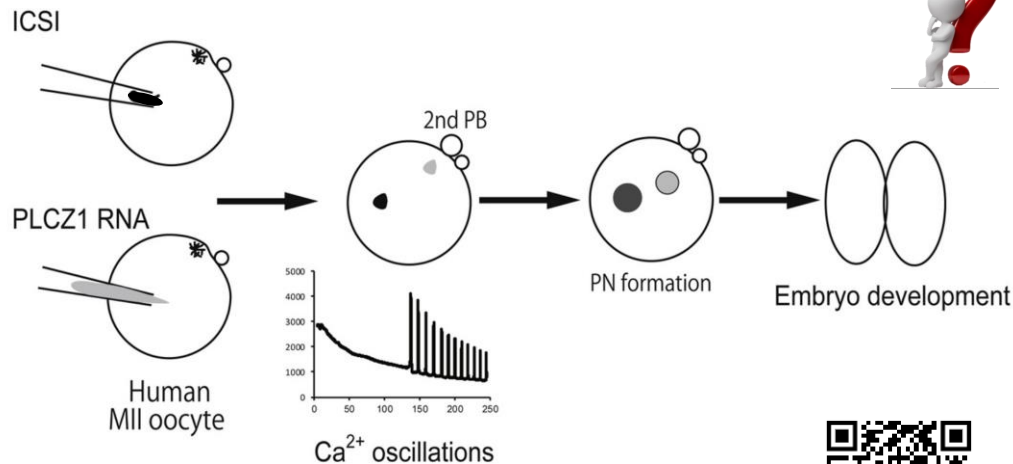 ICSI
2nd PB
PLCZ1 RNA
PN formation
Embryo development
5000
4000
3000
2000
1000
0
0 50 100 150 200 250
Human
MII oocyte
Ca²⁺ oscillations